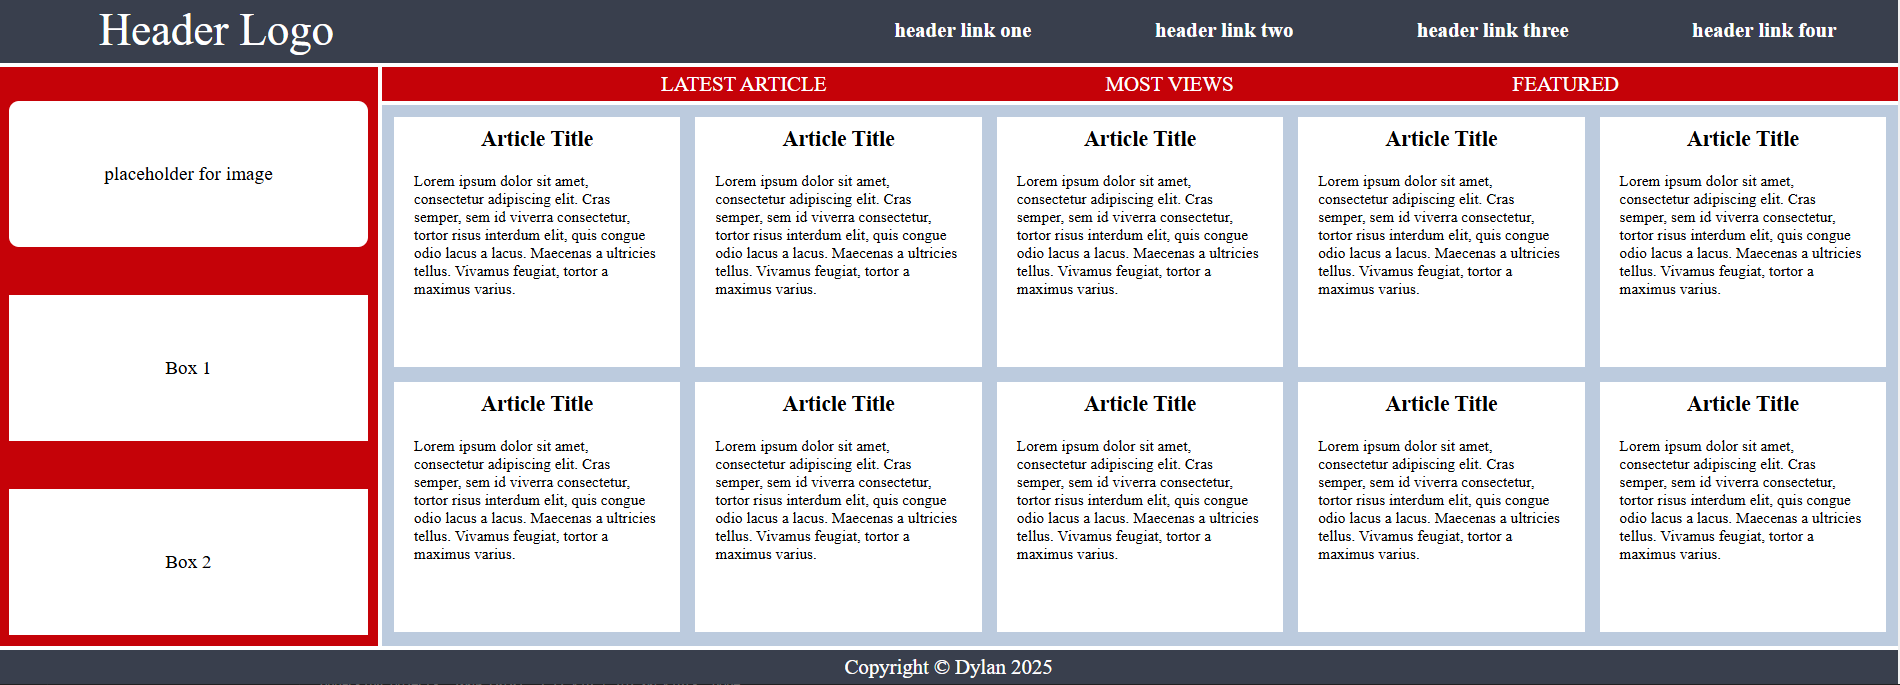 Header Logo
header link one
header link two
header link three
header link four
LATEST ARTICLE
MOST VIEWS
FEATURED
placeholder for image
Box 1
Box 2
Article Title
Lorem ipsum dolor sit amet,
consectetur adipiscing elit. Cras
semper, sem id viverra consectetur,
tortor risus interdum elit, quis congue
odio lacus a lacus. Maecenas a ultricies
tellus. Vivamus feugiat, tortor a
maximus varius.
Article Title
Lorem ipsum dolor sit amet,
consectetur adipiscing elit. Cras
semper, sem id viverra consectetur,
tortor risus interdum elit, quis congue
odio lacus a lacus. Maecenas a ultricies
tellus. Vivamus feugiat, tortor a
maximus varius.
Article Title
Lorem ipsum dolor sit amet,
consectetur adipiscing elit. Cras
semper, sem id viverra consectetur,
tortor risus interdum elit, quis congue
odio lacus a lacus. Maecenas a ultricies
tellus. Vivamus feugiat, tortor a
maximus varius.
Article Title
Lorem ipsum dolor sit amet,
consectetur adipiscing elit. Cras
semper, sem id viverra consectetur,
tortor risus interdum elit, quis congue
odio lacus a lacus. Maecenas a ultricies
tellus. Vivamus feugiat, tortor a
maximus varius.
Article Title
Lorem ipsum dolor sit amet,
consectetur adipiscing elit. Cras
semper, sem id viverra consectetur,
tortor risus interdum elit, quis congue
odio lacus a lacus. Maecenas a ultricies
tellus. Vivamus feugiat, tortor a
maximus varius.
Article Title
Lorem ipsum dolor sit amet,
consectetur adipiscing elit. Cras
semper, sem id viverra consectetur,
tortor risus interdum elit, quis congue
odio lacus a lacus. Maecenas a ultricies
tellus. Vivamus feugiat, tortor a
maximus varius.
Article Title
Lorem ipsum dolor sit amet,
consectetur adipiscing elit. Cras
semper, sem id viverra consectetur,
tortor risus interdum elit, quis congue
odio lacus a lacus. Maecenas a ultricies
tellus. Vivamus feugiat, tortor a
maximus varius.
Article Title
Lorem ipsum dolor sit amet,
consectetur adipiscing elit. Cras
semper, sem id viverra consectetur,
tortor risus interdum elit, quis congue
odio lacus a lacus. Maecenas a ultricies
tellus. Vivamus feugiat, tortor a
maximus varius.
Article Title
Lorem ipsum dolor sit amet,
consectetur adipiscing elit. Cras
semper, sem id viverra consectetur,
tortor risus interdum elit, quis congue
odio lacus a lacus. Maecenas a ultricies
tellus. Vivamus feugiat, tortor a
maximus varius.
Article Title
Lorem ipsum dolor sit amet,
consectetur adipiscing elit. Cras
semper, sem id viverra consectetur,
tortor risus interdum elit, quis congue
odio lacus a lacus. Maecenas a ultricies
tellus. Vivamus feugiat, tortor a
maximus varius.
Copyright © Dylan 2025